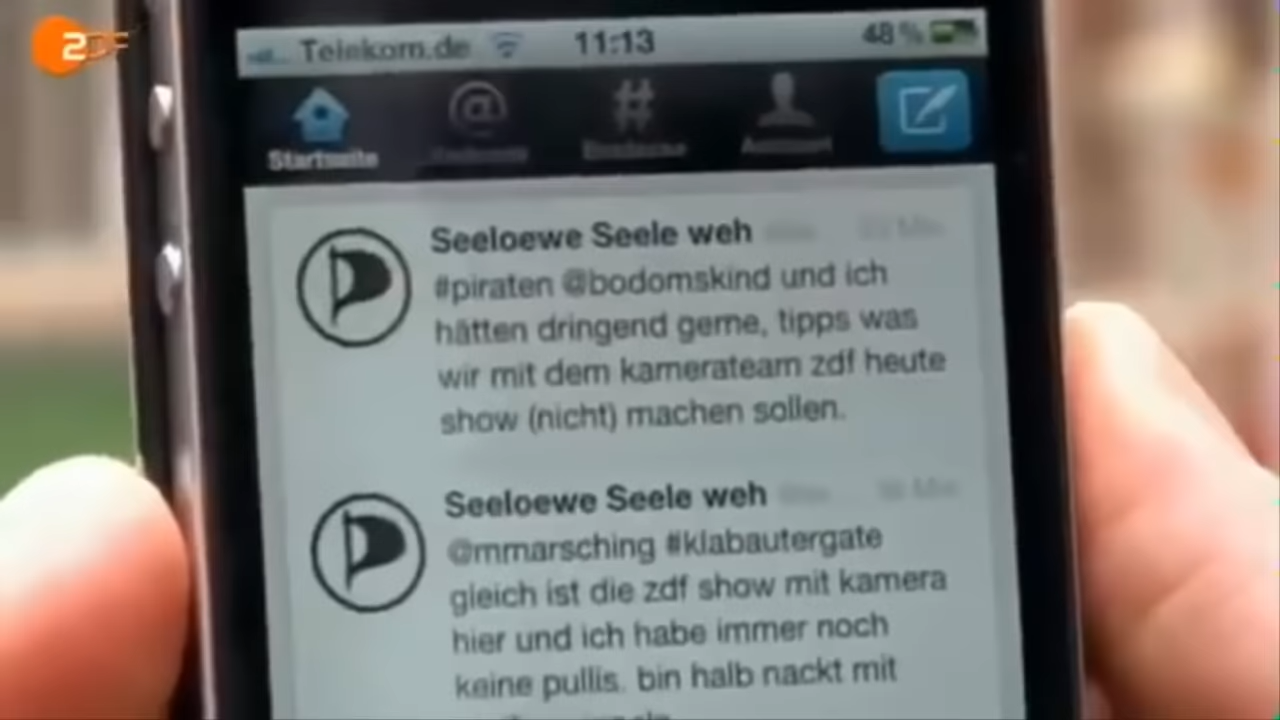 2
Telekom.de 11:13 48 %
@ #
Startseite
Seeloewe Seele weh
#piraten @bodomskind und ich
hätten dringend gerne, tipps was
wir mit dem kamerateam zdf heute
show (nicht) machen sollen.
Seeloewe Seele weh
@mmarsching #klabautergate
gleich ist die zdf show mit kamera
hier und ich habe immer noch
keine pullis. bin halb nackt mit